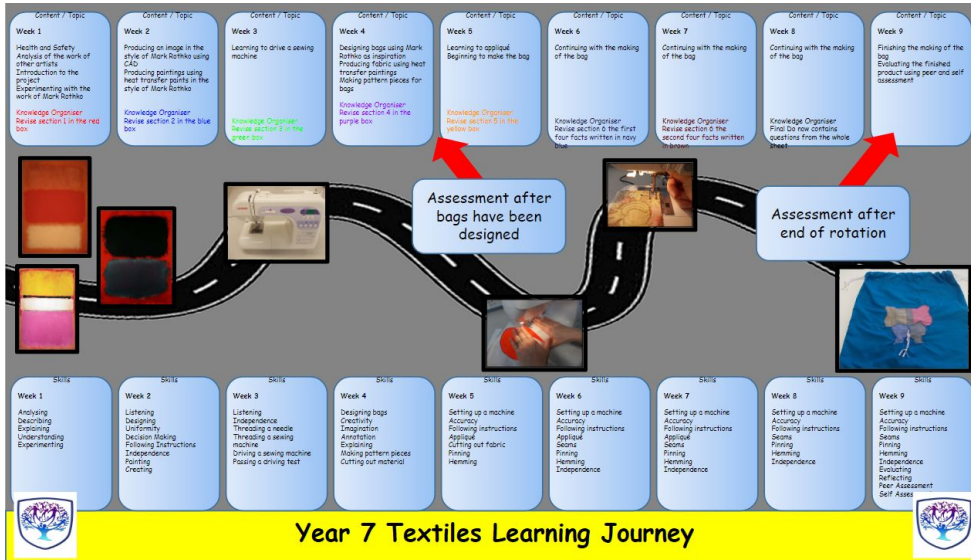 Content / Topic
Week 1
Health and Safety
Analysis of the work of
other artists
Introduction to the
project
Experimenting with the
work of Mark Rothko
Knowledge Organiser
Revise section 1 in the red
box
Content / Topic
Week 2
Producing an image in the
style of Mark Rothko using
CAD
Producing paintings using
heat transfer paints in the
style of Mark Rothko
Knowledge Organiser
Revise section 2 in the blue
box
Content / Topic
Week 3
Learning to drive a sewing
machine
Knowledge Organiser
Revise section 3 in the
green box
Content / Topic
Week 4
Designing bags using Mark
Rothko as inspiration
Producing fabric using heat
transfer paintings
Making pattern pieces for
bags
Knowledge Organiser
Revise section 4 in the
purple box
Content / Topic
Week 5
Learning to appliqué
Beginning to make the bag
Knowledge Organiser
Revise section 5 in the
yellow box
Content / Topic
Week 6
Continuing with the making
of the bag
Knowledge Organiser
Revise section 6 the first
four facts written in navy
blue
Content / Topic
Week 7
Continuing with the making
of the bag
Knowledge Organiser
Revise section 6 the
second four facts written
in brown
Content / Topic
Week 8
Continuing with the making
of the bag
Knowledge Organiser
Final Do now contains
questions from the whole
sheet
Content / Topic
Week 9
Finishing the making of the
bag
Evaluating the finished
product using peer and self
assessment
Assessment after
bags have been
designed
Assessment after
end of rotation
Skills
Week 1
Analysing
Describing
Explaining
Understanding
Experimenting
Skills
Week 2
Listening
Designing
Uniformity
Decision Making
Following Instructions
Independence
Painting
Creating
Skills
Week 3
Listening
Independence
Threading a needle
Threading a sewing
machine
Driving a sewing machine
Passing a driving test
Skills
Week 4
Designing bags
Creativity
Imagination
Annotation
Explaining
Making pattern pieces
Cutting out material
Skills
Week 5
Setting up a machine
Accuracy
Following instructions
Appliqué
Cutting out fabric
Pinning
Hemming
Skills
Week 6
Setting up a machine
Accuracy
Following instructions
Appliqué
Seams
Pinning
Hemming
Independence
Skills
Week 7
Setting up a machine
Accuracy
Following instructions
Appliqué
Seams
Pinning
Hemming
Independence
Skills
Week 8
Setting up a machine
Accuracy
Following instructions
Seams
Pinning
Hemming
Independence
Skills
Week 9
Setting up a machine
Accuracy
Following instructions
Seams
Pinning
Hemming
Independence
Evaluating
Reflecting
Peer Assessment
Self Asses
Year 7 Textiles Learning Journey